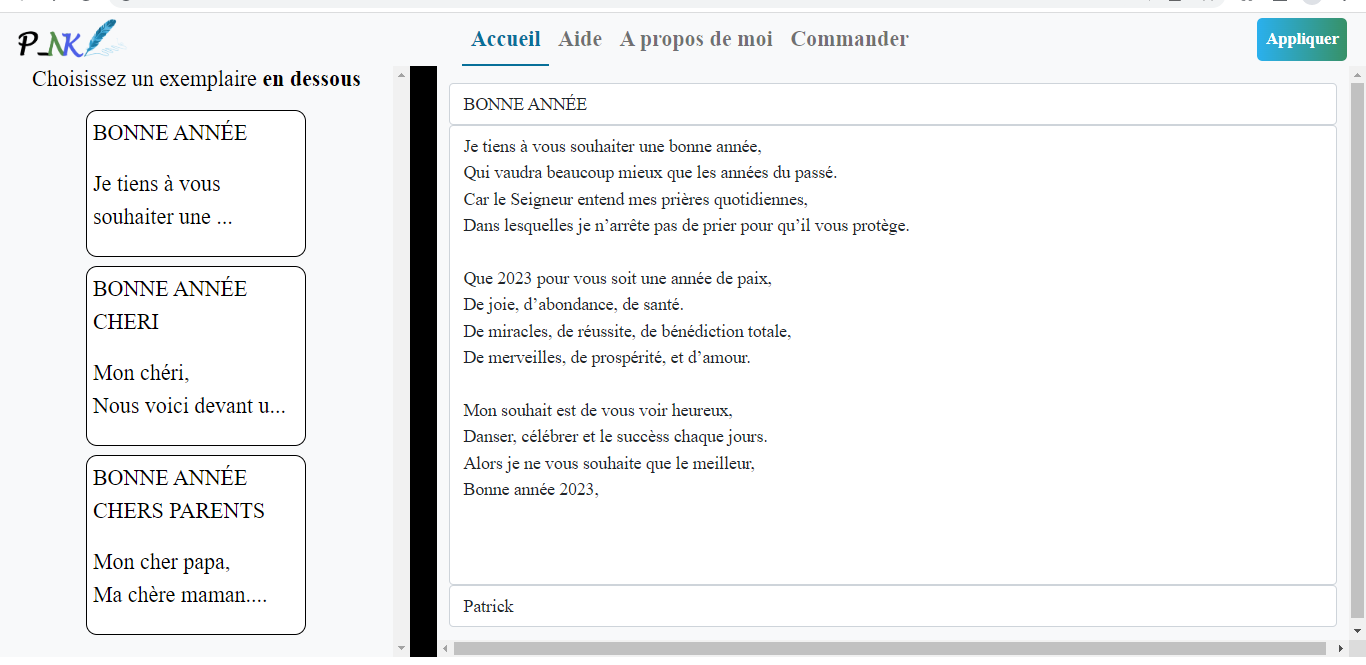 P_NK
Accueil Aide A propos de moi Commander
Appliquer
Choisissez un exemplaire en dessous
BONNE ANNÉE
Je tiens à vous
souhaiter une ...
BONNE ANNÉE
CHERI
Mon chéri,
Nous voici devant u...
BONNE ANNÉE
CHERS PARENTS
Mon cher papa,
Ma chère maman....
BONNE ANNÉE
Je tiens à vous souhaiter une bonne année,
Qui vaudra beaucoup mieux que les années du passé.
Car le Seigneur entend mes prières quotidiennes,
Dans lesquelles je n’arrête pas de prier pour qu’il vous protège.
Que 2023 pour vous soit une année de paix,
De joie, d’abondance, de santé.
De miracles, de réussite, de bénédiction totale,
De merveilles, de prospérité, et d’amour.
Mon souhait est de vous voir heureux,
Danser, célébrer et le succèss chaque jours.
Alors je ne vous souhaite que le meilleur,
Bonne année 2023,
Patrick